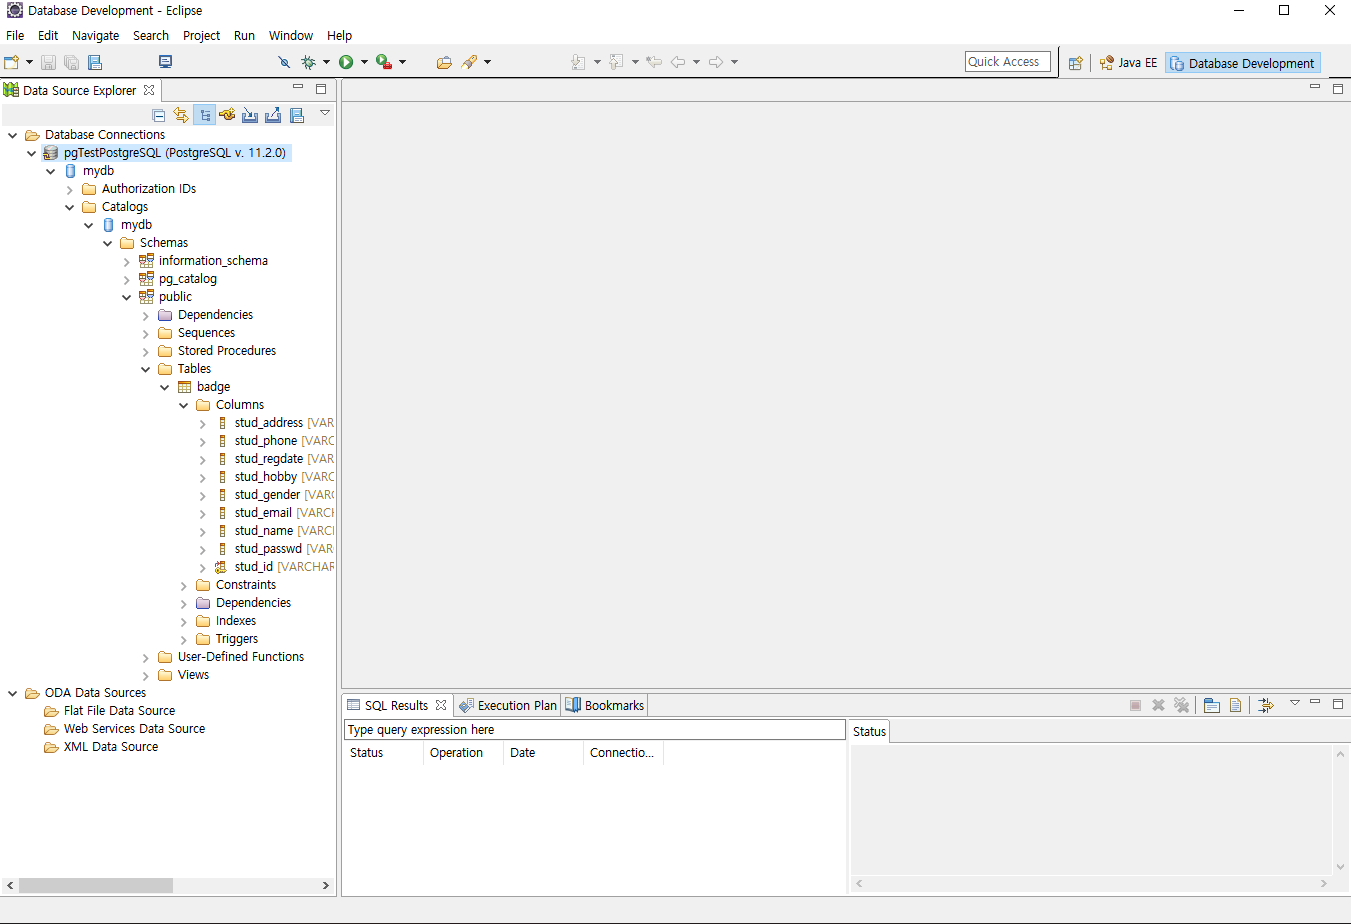 Database Development - Eclipse
File Edit Navigate Search Project Run Window Help
Quick Access
Java EE
Database Development
Data Source Explorer
Database Connections
pgTestPostgreSQL (PostgreSQL v. 11.2.0)
mydb
Authorization IDs
Catalogs
mydb
Schemas
information_schema
pg_catalog
public
Dependencies
Sequences
Stored Procedures
Tables
badge
Columns
stud_address [VAR
stud_phone [VARC
stud_regdate [VAR
stud_hobby [VARC
stud_gender [VARC
stud_email [VARCH
stud_name [VARCH
stud_passwd [VAR
stud_id [VARCHAR
Constraints
Dependencies
Indexes
Triggers
User-Defined Functions
Views
ODA Data Sources
Flat File Data Source
Web Services Data Source
XML Data Source
SQL Results
Execution Plan
Bookmarks
Type query expression here
Status Operation Date Connectio...
Status